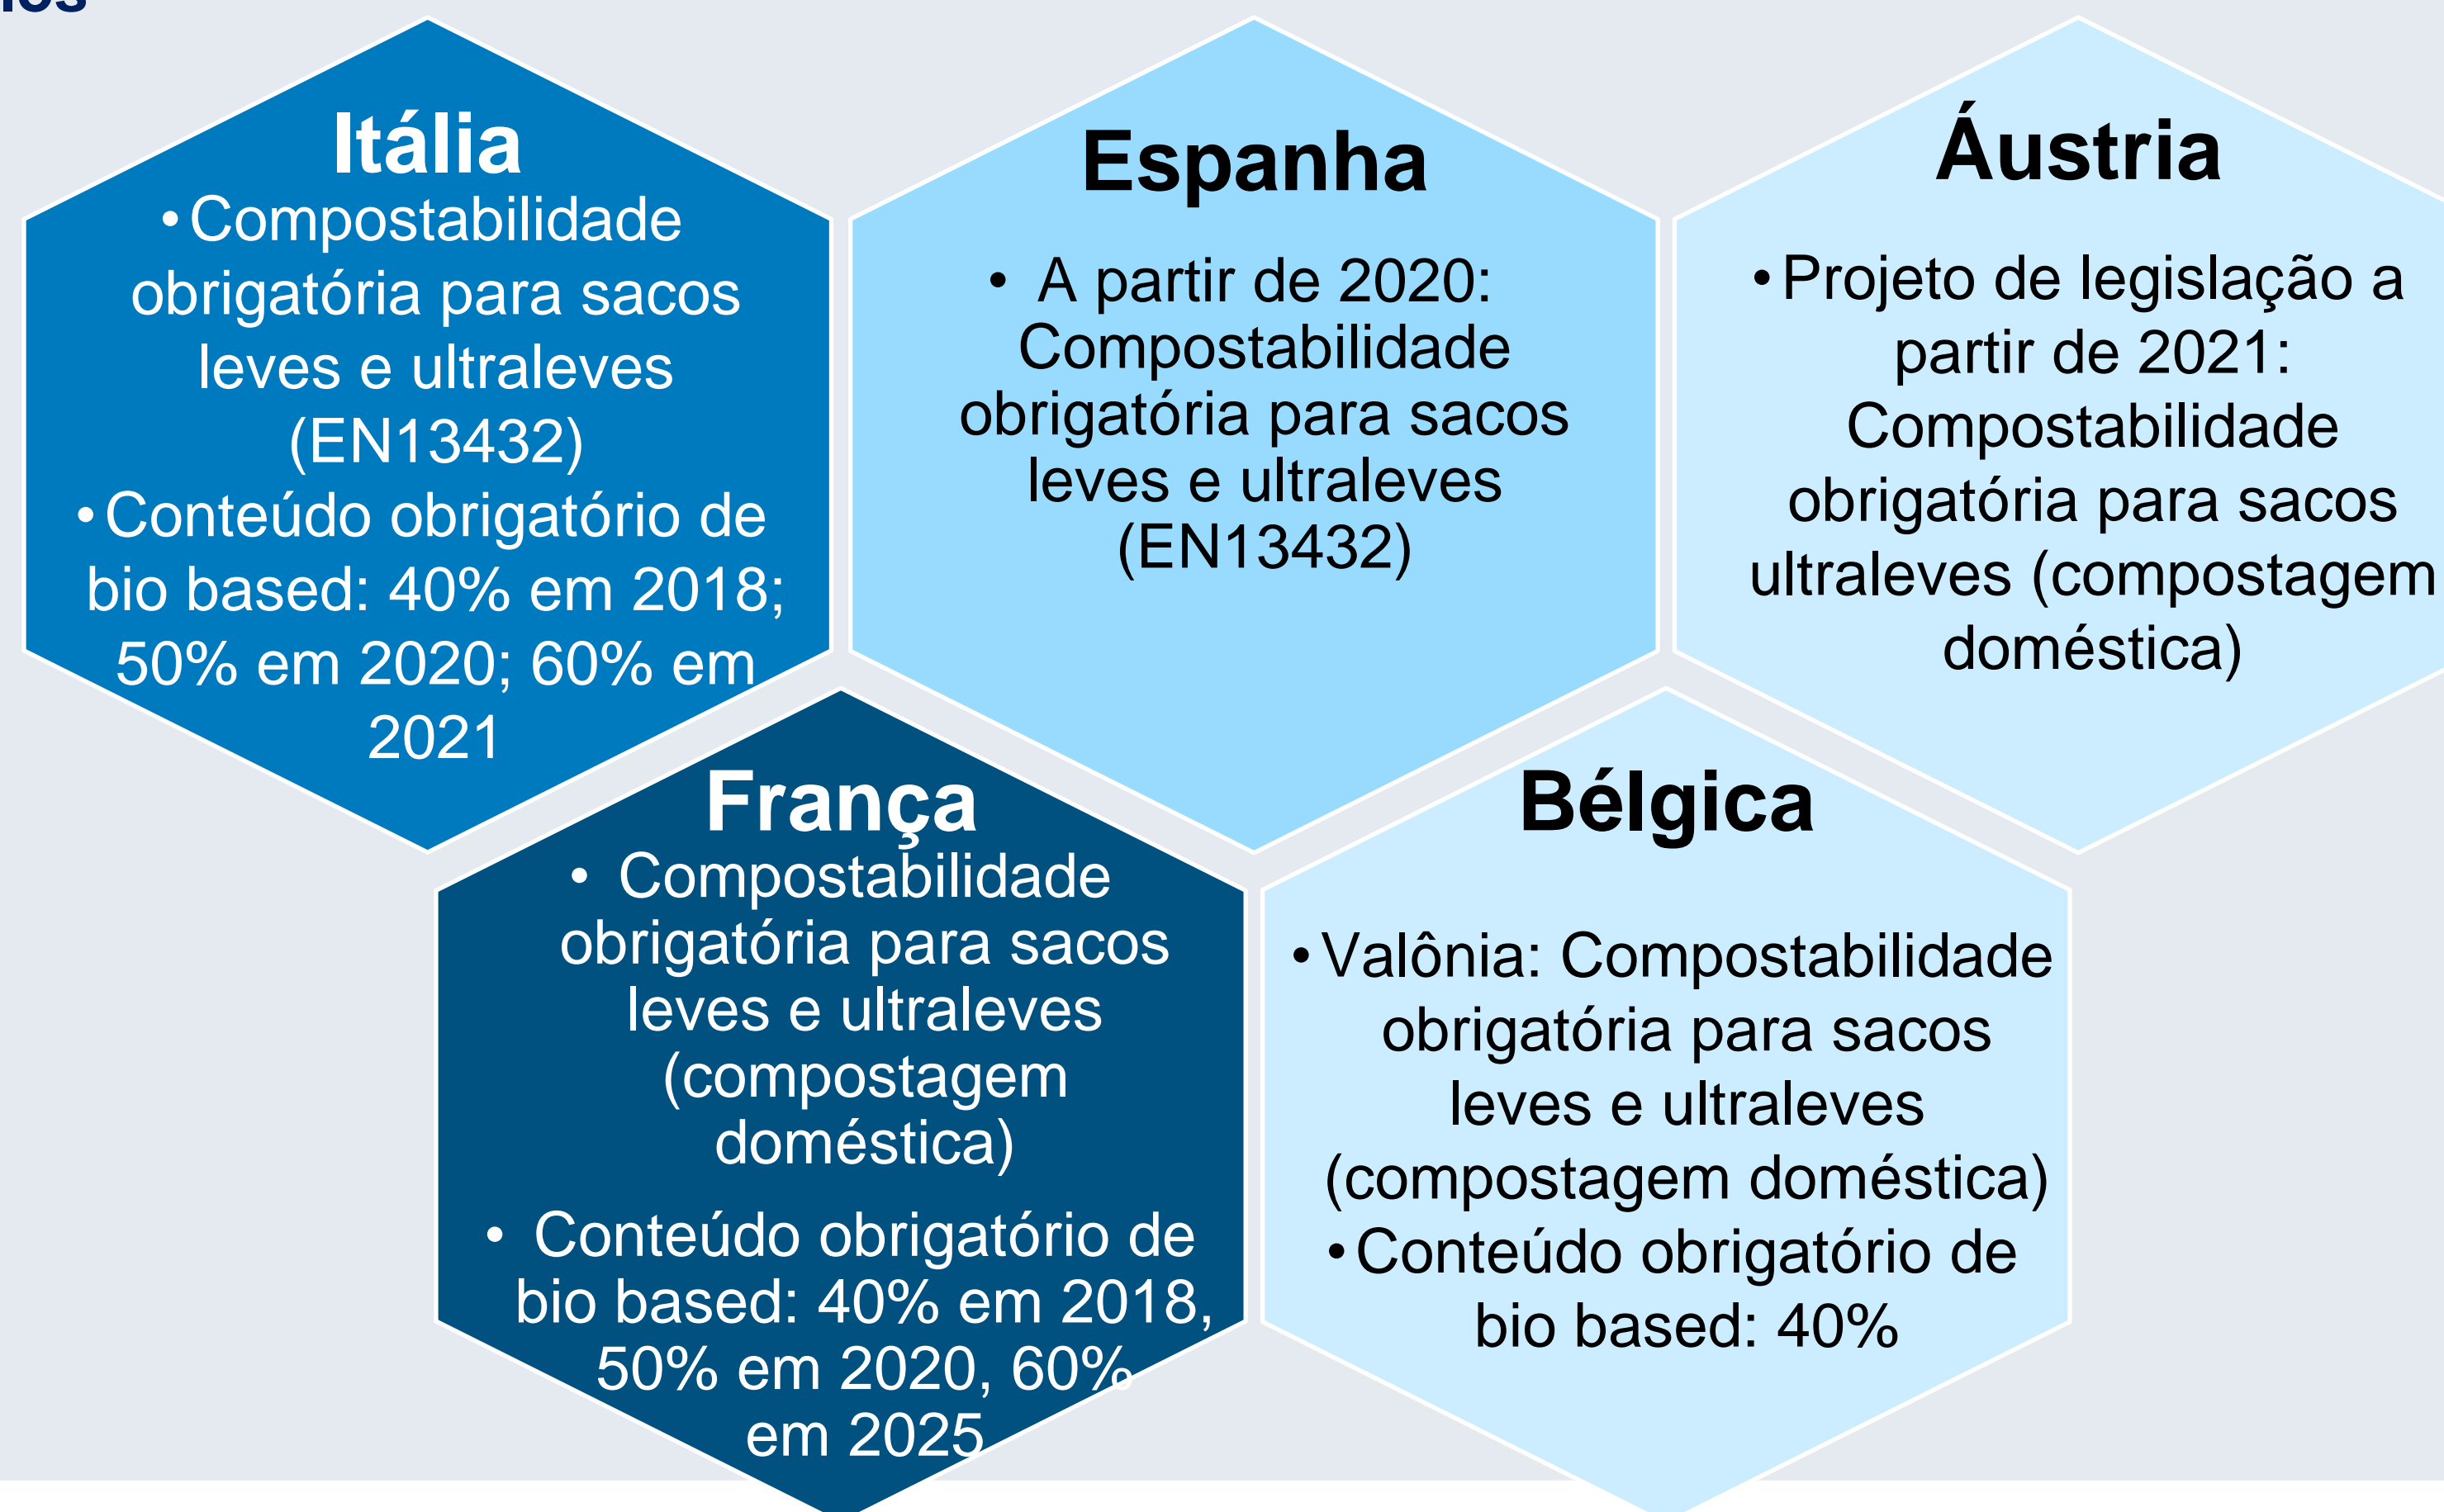 Itália
•Compostabilidade
obrigatória para sacos
leves e ultraleves
(EN13432)
•Conteúdo obrigatório de
bio based: 40% em 2018;
50% em 2020; 60% em
2021
Espanha
• A partir de 2020:
Compostabilidade
obrigatória para sacos
leves e ultraleves
(EN13432)
Áustria
•Projeto de legislação a
partir de 2021:
Compostabilidade
obrigatória para sacos
ultraleves (compostagem
doméstica)
França
• Compostabilidade
obrigatória para sacos
leves e ultraleves
(compostagem
doméstica)
• Conteúdo obrigatório de
bio based: 40% em 2018,
50% em 2020, 60%
em 2025
Bélgica
•Valônia: Compostabilidade
obrigatória para sacos
leves e ultraleves
(compostagem doméstica)
•Conteúdo obrigatório de
bio based: 40%